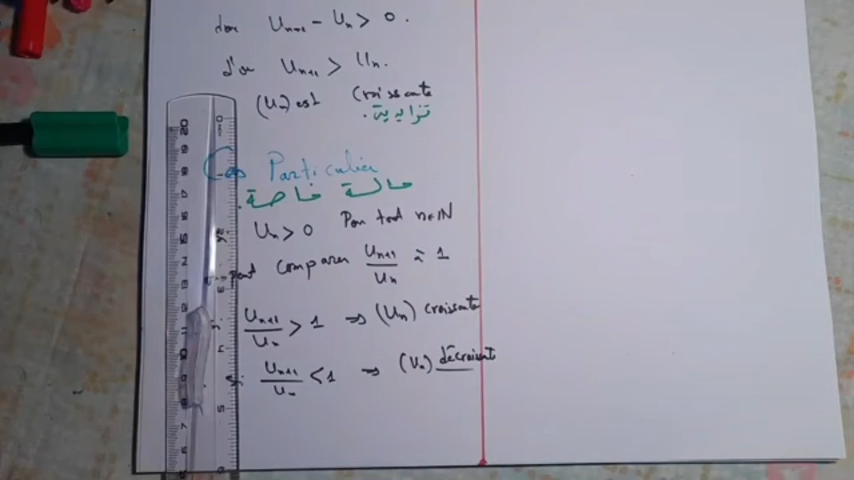 donc Un+1 - Un > 0.
d'où Un+1 > Un.
(Un) est Croissante
تزايدية.
Cas Particulier
حالة خاصة.
Un > 0 Pour tout n∈IN
peut comparer Un+1/Un à 1
Un+1/Un > 1 ⇒ (Un) croissante
Si Un+1/Un < 1 ⇒ (Un) décroissante